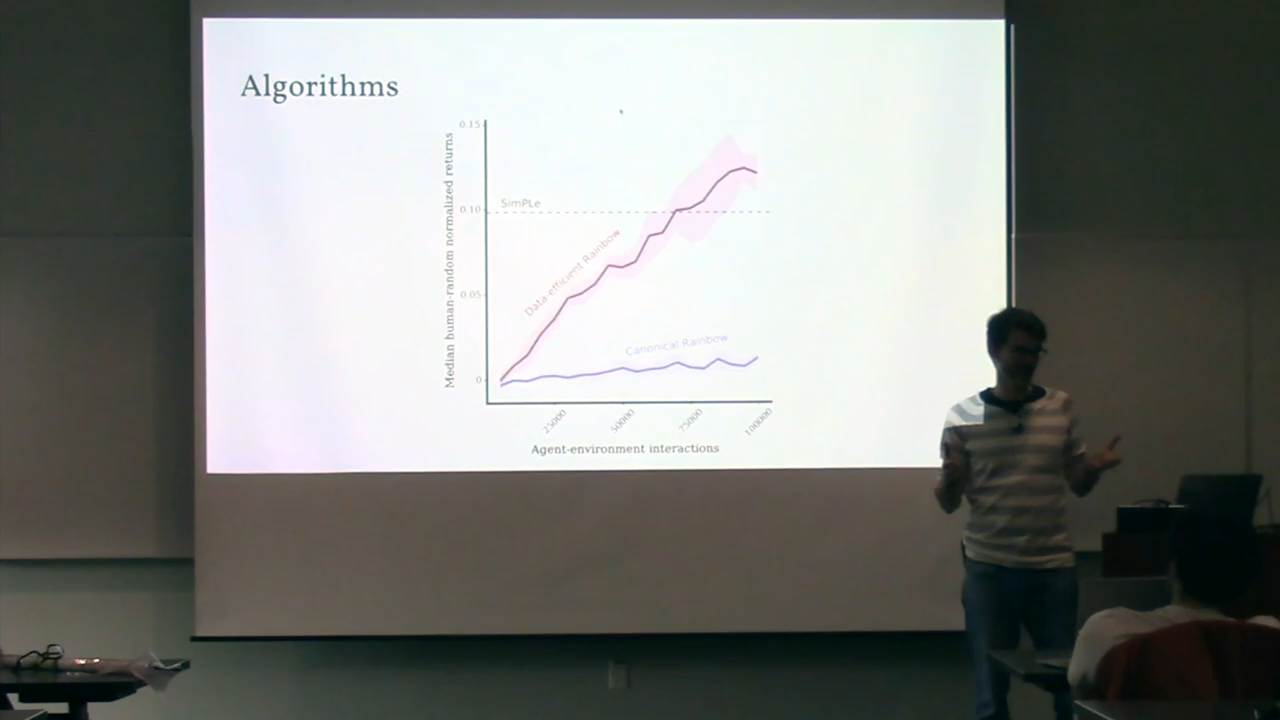 Algorithms
Median human-random normalized returns
0.15
0.10
0.05
0
SimPLe
Data-efficient Rainbow
Canonical Rainbow
25000
50000
75000
100000
Agent-environment interactions